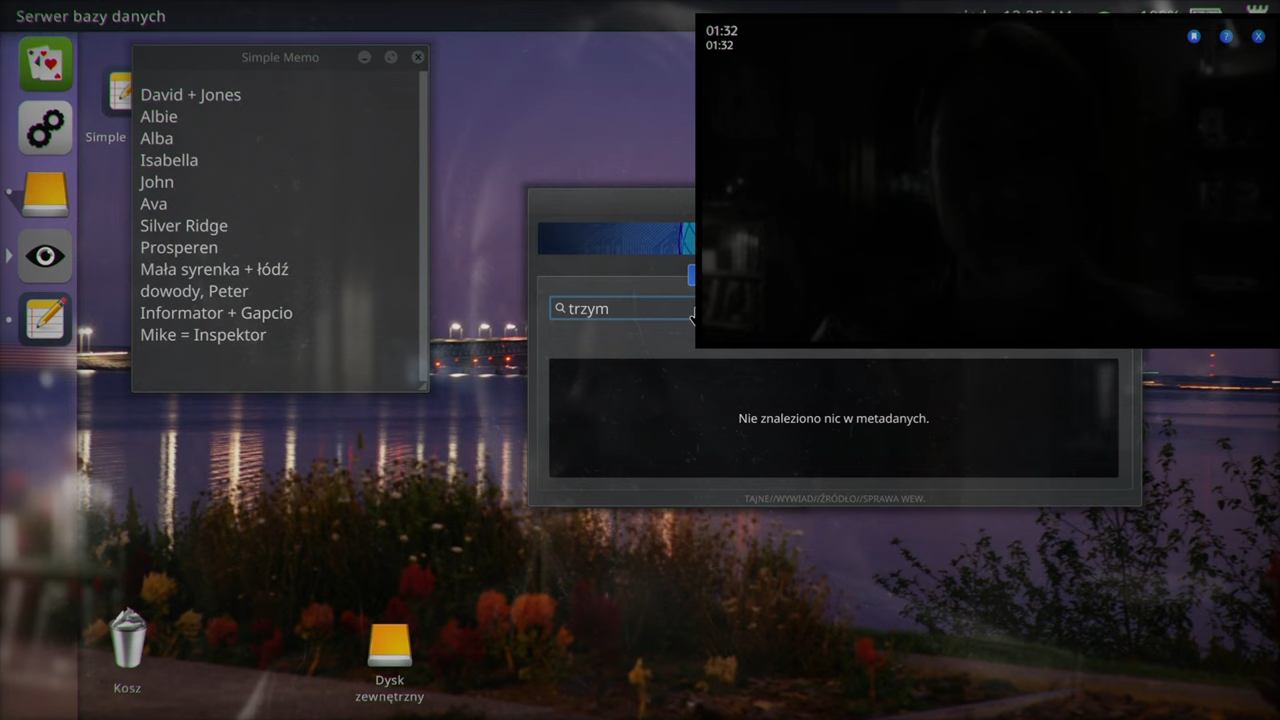 Serwer bazy danych
Simple Memo
David + Jones
Albie
Alba
Isabella
John
Ava
Silver Ridge
Prosperen
Mała syrenka + łódź
dowody, Peter
Informator + Gapcio
Mike = Inspektor
Simple
01:32
01:32
?
X
trzym
Nie znaleziono nic w metadanych.
TAJNE//WYWIAD//ŹRÓDŁO//SPRAWA WEW.
Kosz
Dysk
zewnętrzny